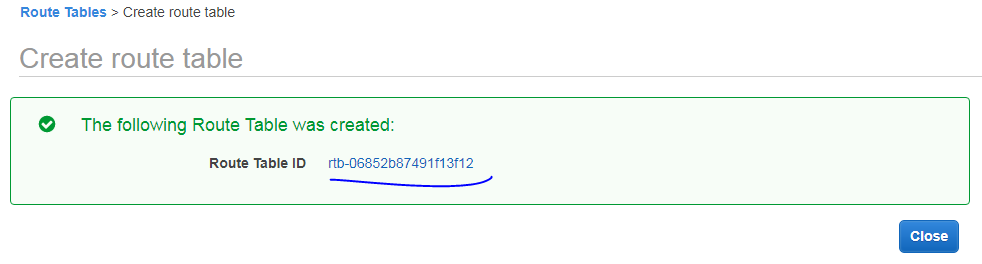 Route Tables > Create route table
Create route table
The following Route Table was created:
Route Table ID rtb-06852b87491f13f12
Close